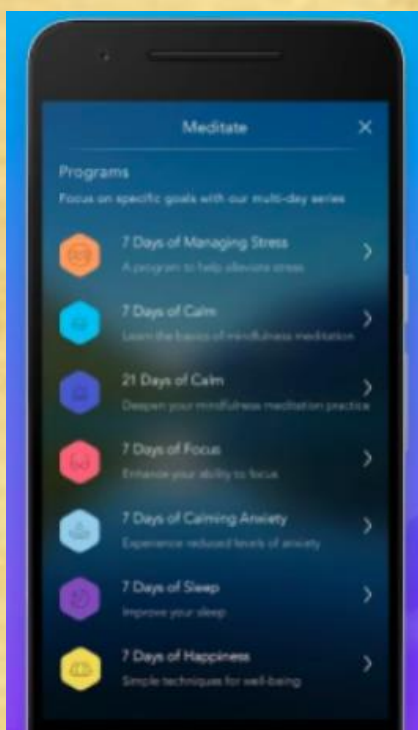 Meditate
Programs
Focus on specific goals with our multi-day series
7 Days of Managing Stress
A program to help alleviate stress
7 Days of Calm
Learn the basics of mindfulness meditation
21 Days of Calm
Deepen your mindfulness meditation practice
7 Days of Focus
Enhance your ability to focus
7 Days of Calming Anxiety
Experience reduced levels of anxiety
7 Days of Sleep
Improve your sleep
7 Days of Happiness
Simple techniques for well-being